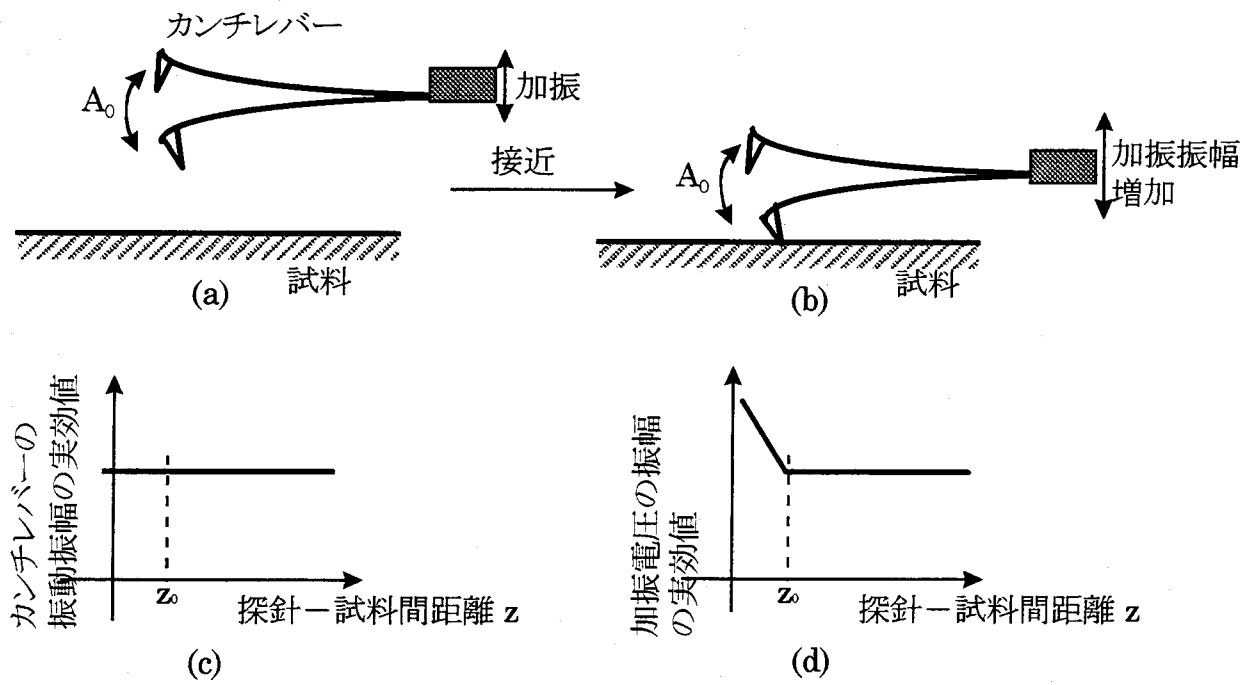 カンチレバー
A₀
加振
試料
(a)
接近
A₀
加振振幅
増加
試料
(b)
カンチレバーの
振動振幅の実効値
z₀
探針－試料間距離 z
(c)
加振電圧の振幅
の実効値
z₀
探針－試料間距離 z
(d)